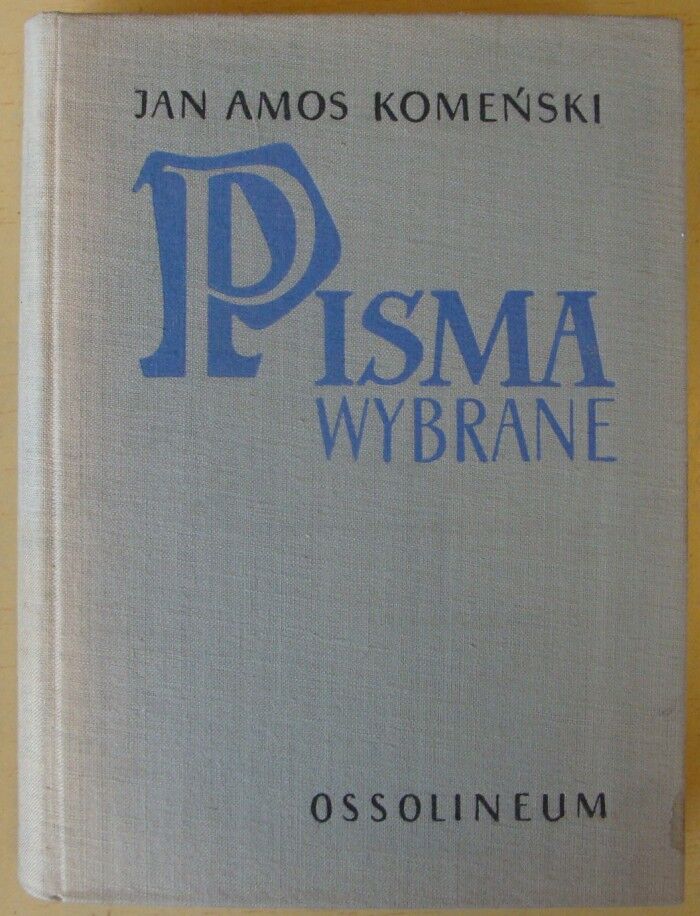 JAN AMOS KOMEŃSKI
PISMA
WYBRANE
OSSOLINEUM